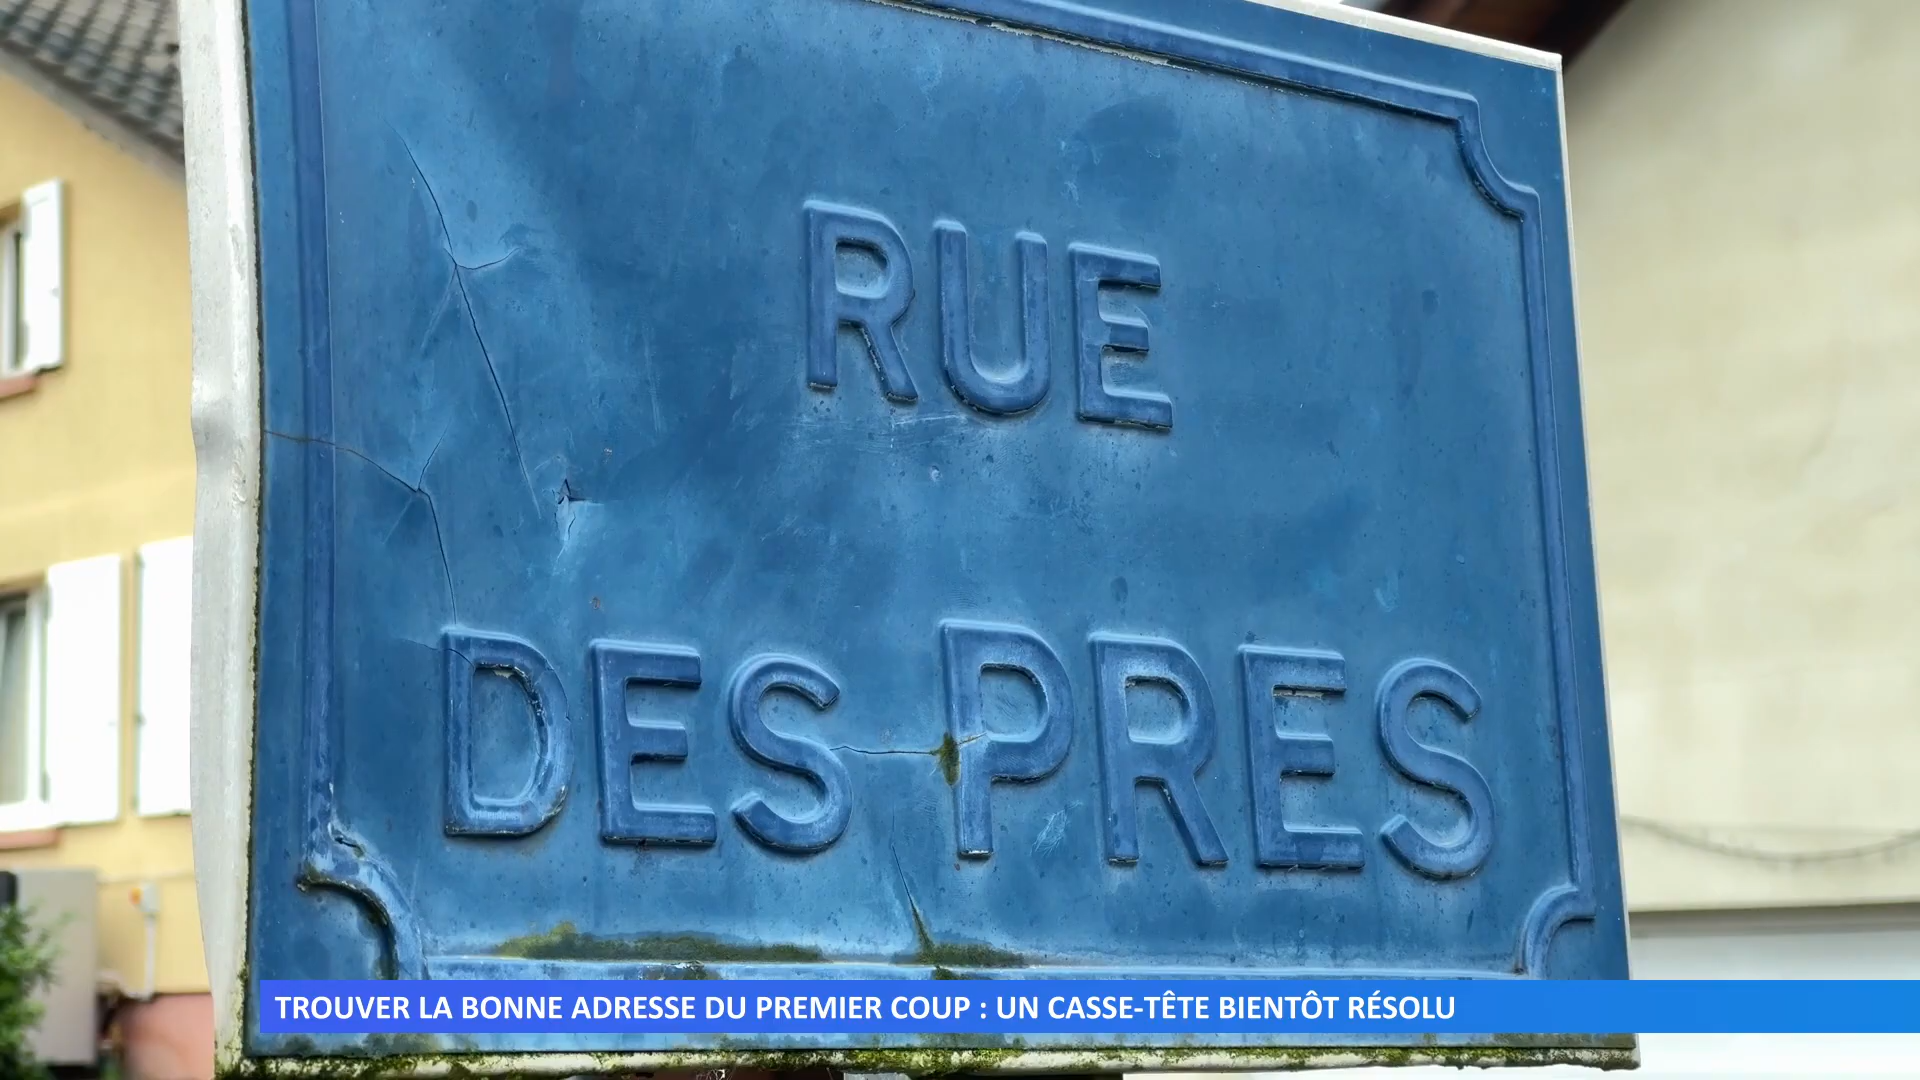 RUE
DES PRES
TROUVER LA BONNE ADRESSE DU PREMIER COUP : UN CASSE-TÊTE BIENTÔT RÉSOLU